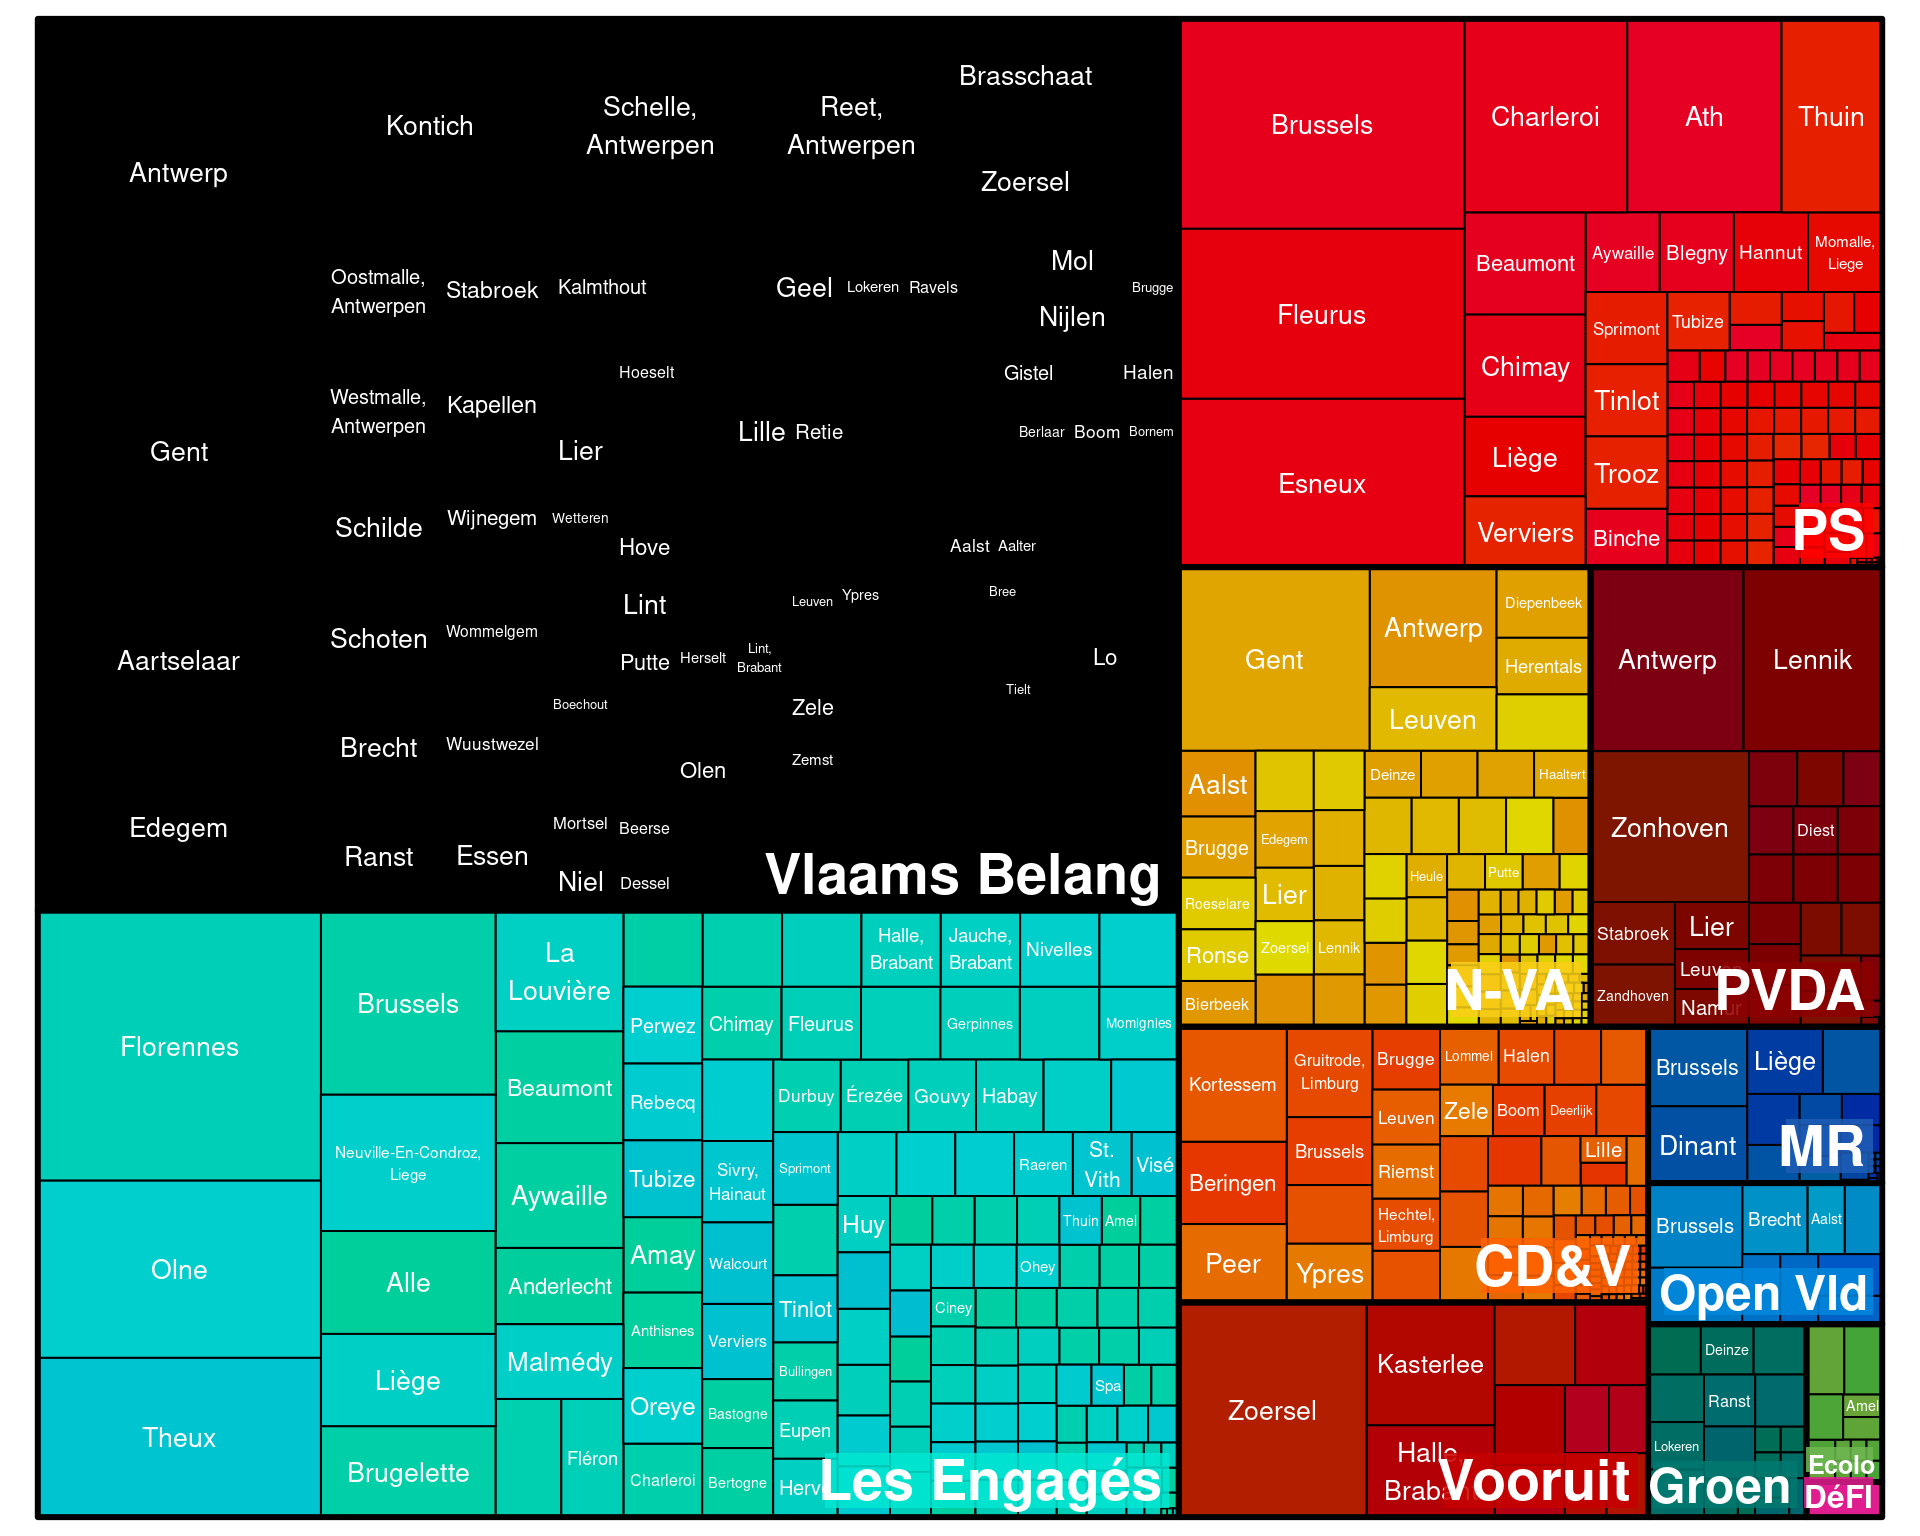 Antwerp
Gent
Aartselaar
Edegem
Kontich
Schelle,
Antwerpen
Reet,
Antwerpen
Brasschaat
Zoersel
Oostmalle,
Antwerpen
Stabroek
Kalmthout
Geel
Lokeren
Ravels
Mol
Brugge
Nijlen
Westmalle,
Antwerpen
Kapellen
Hoeselt
Lier
Lille
Retie
Gistel
Halen
Berlaar
Boom
Bornem
Schilde
Wijnegem
Wetteren
Hove
Aalst
Aalter
Schoten
Wommelgem
Lint
Putte
Herselt
Lint,
Brabant
Leuven
Ypres
Bree
Lo
Tielt
Brecht
Wuustwezel
Boechout
Olen
Zele
Zemst
Ranst
Essen
Mortsel
Beerse
Niel
Dessel
Vlaams Belang
Brussels
Fleurus
Esneux
Charleroi
Ath
Thuin
Beaumont
Aywaille
Blegny
Hannut
Momalle,
Liege
Chimay
Sprimont
Tubize
Tinlot
Liège
Trooz
Verviers
Binche
PS
Gent
Antwerp
Leuven
Diepenbeek
Herentals
Aalst
Brugge
Roeselare
Ronse
Bierbeek
Edegem
Lier
Zoersel
Lennik
Deinze
Haaltert
Heule
Putte
N-VA
Antwerp
Lennik
Zonhoven
Diest
Stabroek
Zandhoven
Lier
Leuven
Namur
PVDA
Florennes
Olne
Theux
Brussels
Neuville-En-Condroz,
Liege
Alle
Liège
Brugelette
La
Louvière
Beaumont
Aywaille
Anderlecht
Malmédy
Fléron
Halle,
Brabant
Jauche,
Brabant
Nivelles
Perwez
Chimay
Fleurus
Gerpinnes
Momignies
Rebecq
Tubize
Amay
Anthisnes
Oreye
Charleroi
Sivry,
Hainaut
Walcourt
Verviers
Bastogne
Bertogne
Durbuy
Érezée
Gouvy
Habay
Sprimont
Tinlot
Bullingen
Eupen
Herve
Raeren
St.
Vith
Visé
Huy
Thuin
Amel
Ohey
Ciney
Spa
Les Engagés
Kortessem
Beringen
Peer
Gruitrode,
Limburg
Brussels
Ypres
Brugge
Leuven
Riemst
Hechtel,
Limburg
Lommel
Halen
Zele
Boom
Deerlijk
Lille
CD&V
Brussels
Dinant
Liège
MR
Brussels
Brecht
Aalst
Open Vld
Zoersel
Kasterlee
Halle,
Brabant
Vooruit
Deinze
Ranst
Lokeren
Groen
Amel
Ecolo
DéFI